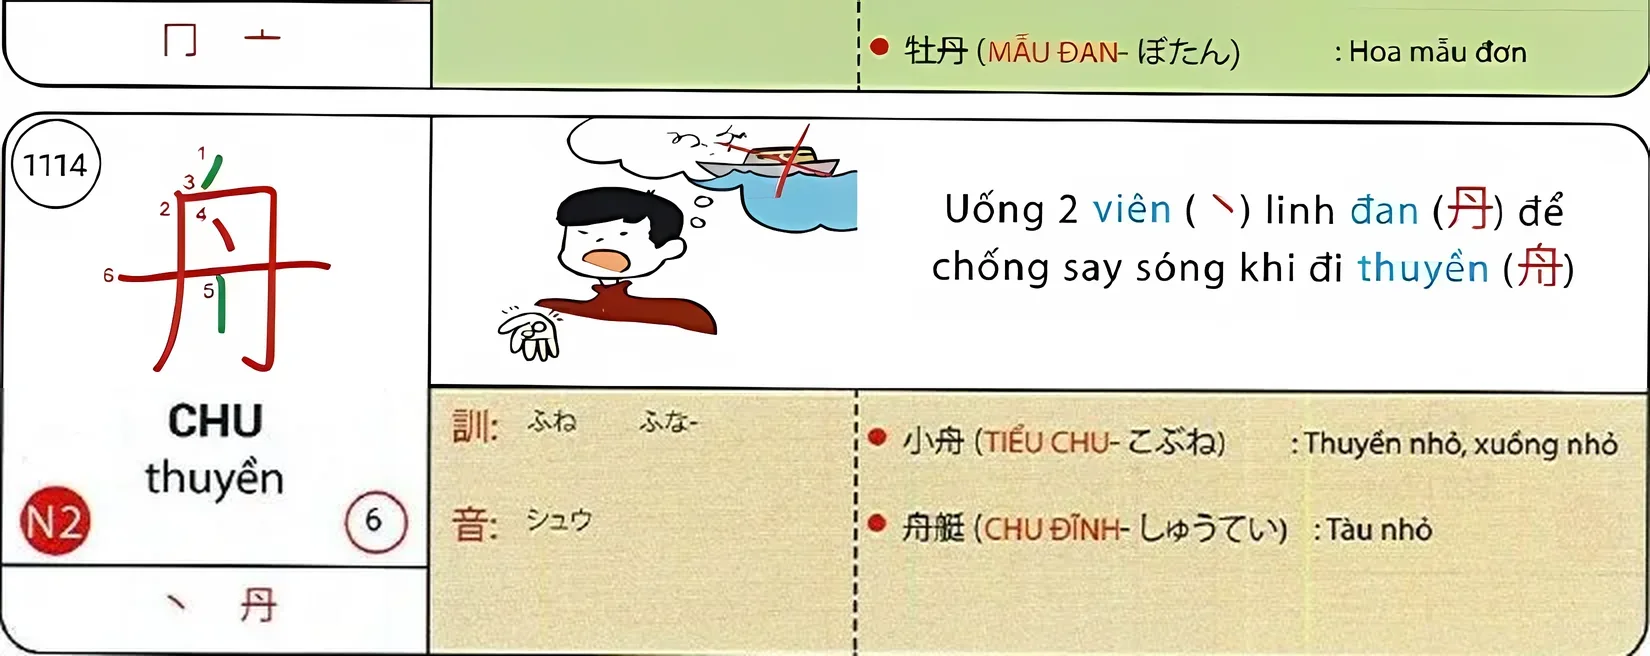 冂 亠
● 牡丹 (MẪU ĐAN- ぼたん) : Hoa mẫu đơn
1114
1
3
2 4
6
5
舟
CHU
thuyền
N2 6
丶 丹
Uống 2 viên (丶) linh đan (丹) để
chống say sóng khi đi thuyền (舟)
訓: ふね ふな-
音: シュウ
● 小舟 (TIỂU CHU- こぶね) : Thuyền nhỏ, xuồng nhỏ
● 舟艇 (CHU ĐĨNH- しゅうてい) : Tàu nhỏ